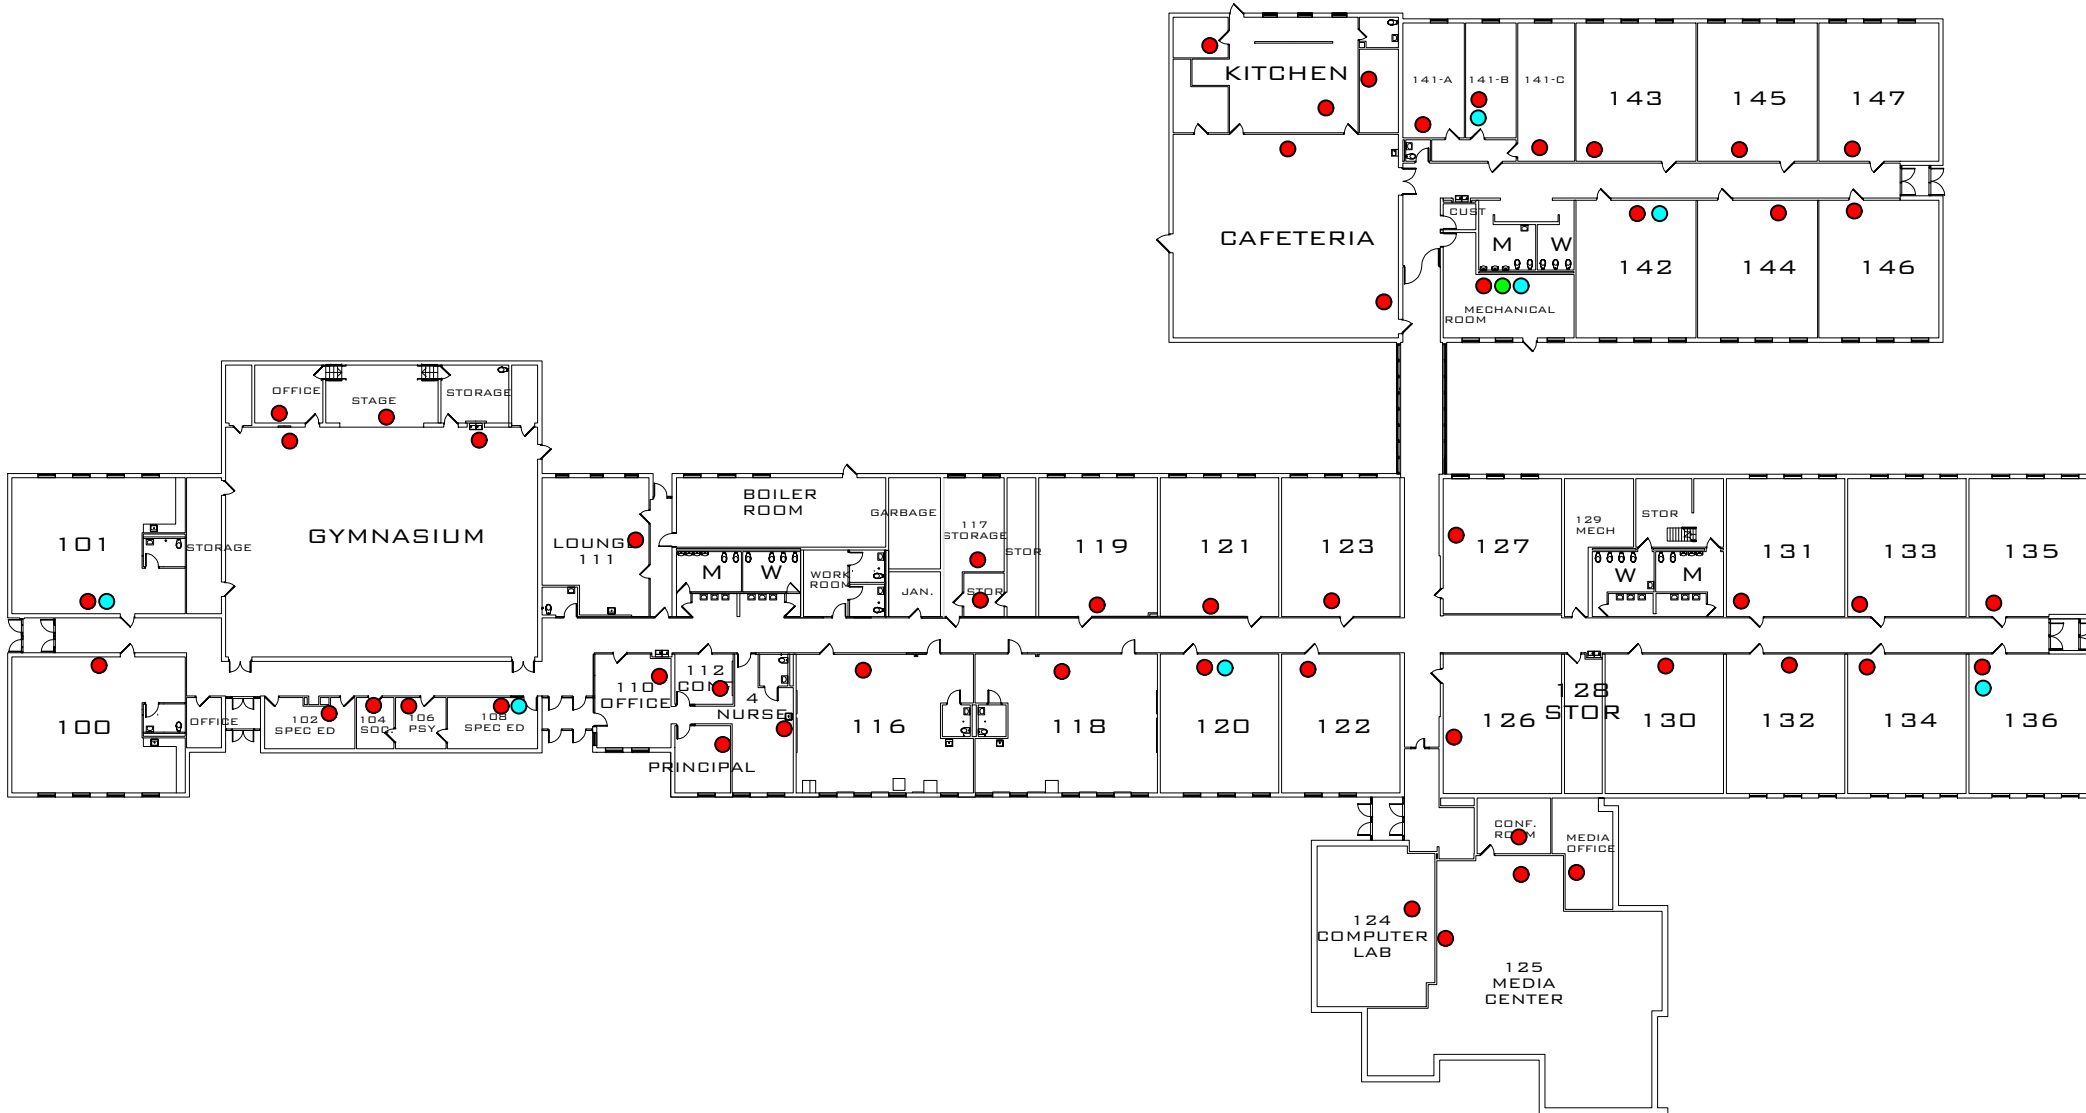 KITCHEN
141-A
141-B
141-C
143
145
147
CAFETERIA
CUST
M
W
142
144
146
MECHANICAL
ROOM
OFFICE
STAGE
STORAGE
GYMNASIUM
101
STORAGE
LOUNGE
111
BOILER
ROOM
GARBAGE
117
STORAGE
STOR
M
W
WORK
ROOM
JAN.
STOR
119
121
123
127
129
MECH
STOR
W
M
131
133
135
100
OFFICE
102
SPEC ED
104
106
PSY
108
SPEC ED
110
OFFICE
112
4
NURSE
PRINCIPAL
116
118
120
122
126
128
STOR
130
132
134
136
CONF.
ROOM
MEDIA
OFFICE
124
COMPUTER
LAB
125
MEDIA
CENTER